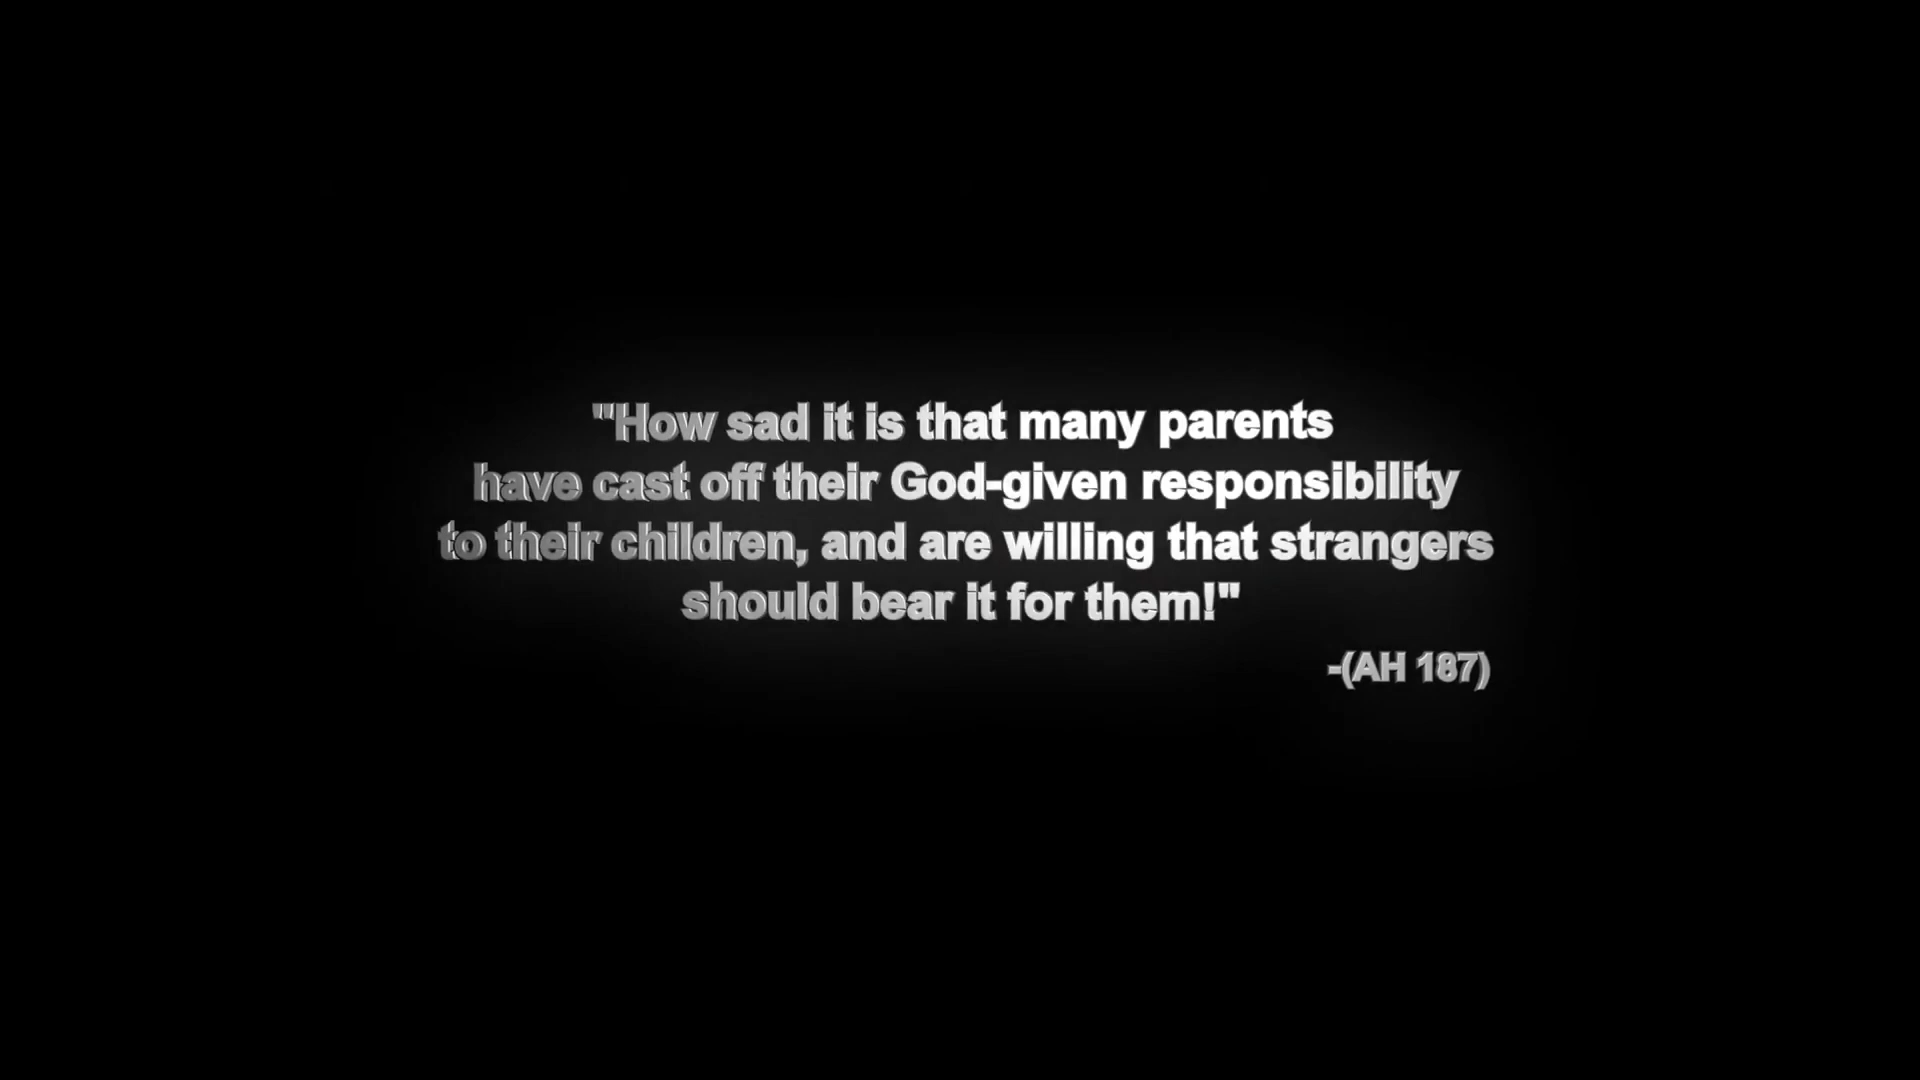 "How sad it is that many parents
have cast off their God-given responsibility
to their children, and are willing that strangers
should bear it for them!"
-(AH 187)